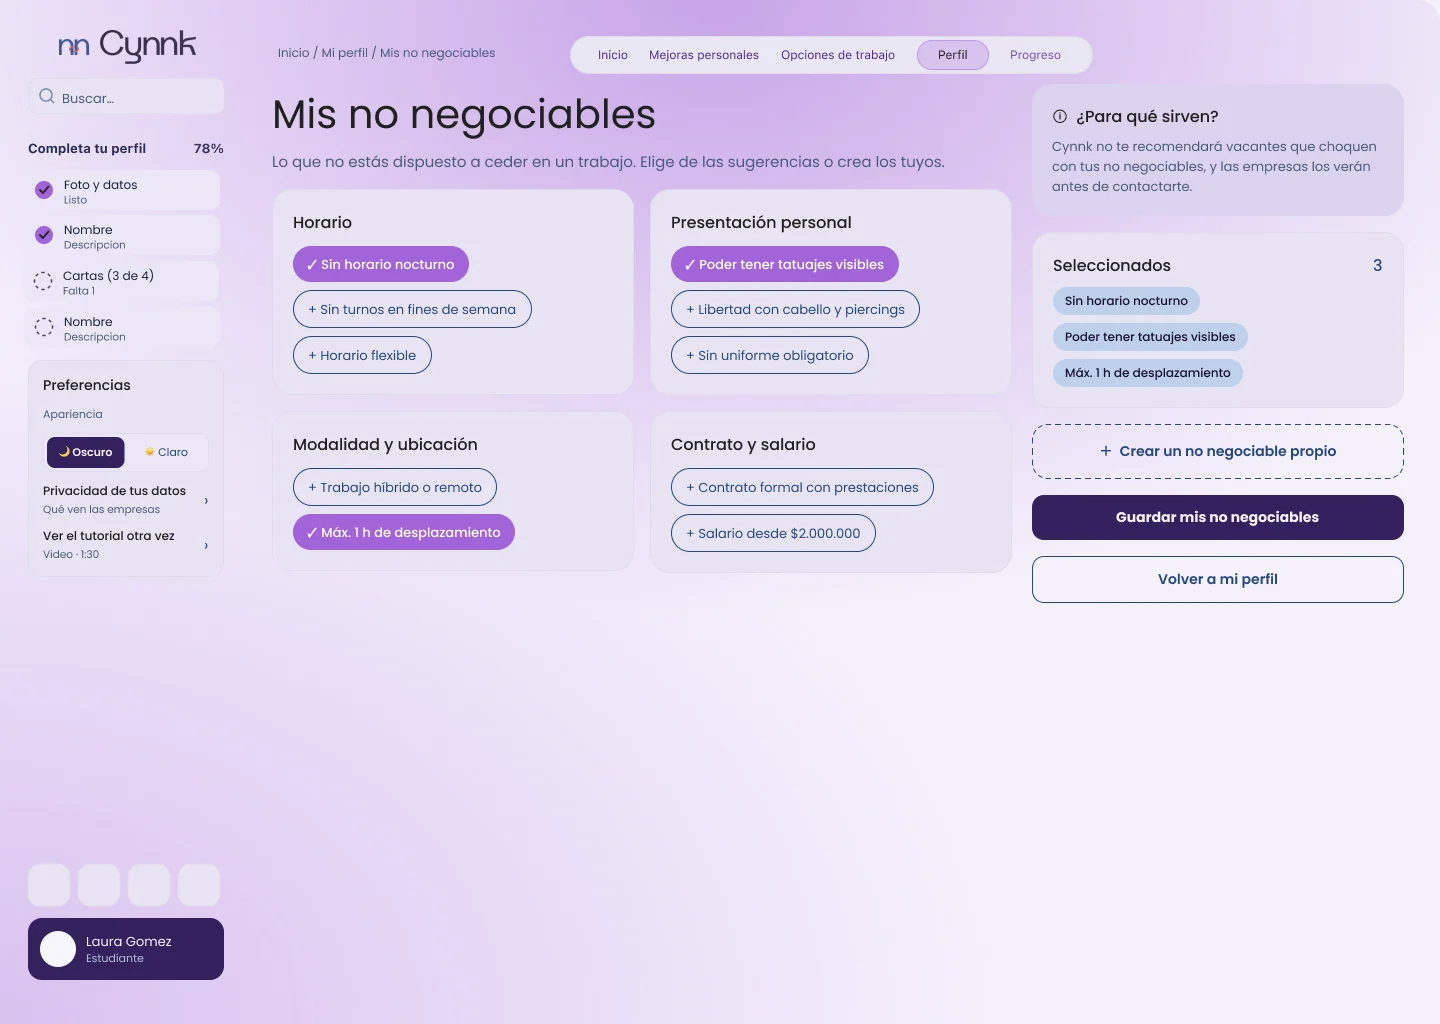 Cynnk
Buscar...
Completa tu perfil 78%
Foto y datos
Listo
Nombre
Descripcion
Cartas (3 de 4)
Falta 1
Nombre
Descripcion
Preferencias
Apariencia
Oscuro Claro
Privacidad de tus datos ›
Qué ven las empresas
Ver el tutorial otra vez ›
Video · 1:30
Laura Gomez
Estudiante
Inicio / Mi perfil / Mis no negociables
Inicio Mejoras personales Opciones de trabajo Perfil Progreso
Mis no negociables
Lo que no estás dispuesto a ceder en un trabajo. Elige de las sugerencias o crea los tuyos.
Horario
✓ Sin horario nocturno
+ Sin turnos en fines de semana
+ Horario flexible
Presentación personal
✓ Poder tener tatuajes visibles
+ Libertad con cabello y piercings
+ Sin uniforme obligatorio
Modalidad y ubicación
+ Trabajo híbrido o remoto
✓ Máx. 1 h de desplazamiento
Contrato y salario
+ Contrato formal con prestaciones
+ Salario desde $2.000.000
¿Para qué sirven?
Cynnk no te recomendará vacantes que choquen
con tus no negociables, y las empresas los verán
antes de contactarte.
Seleccionados 3
Sin horario nocturno
Poder tener tatuajes visibles
Máx. 1 h de desplazamiento
+ Crear un no negociable propio
Guardar mis no negociables
Volver a mi perfil